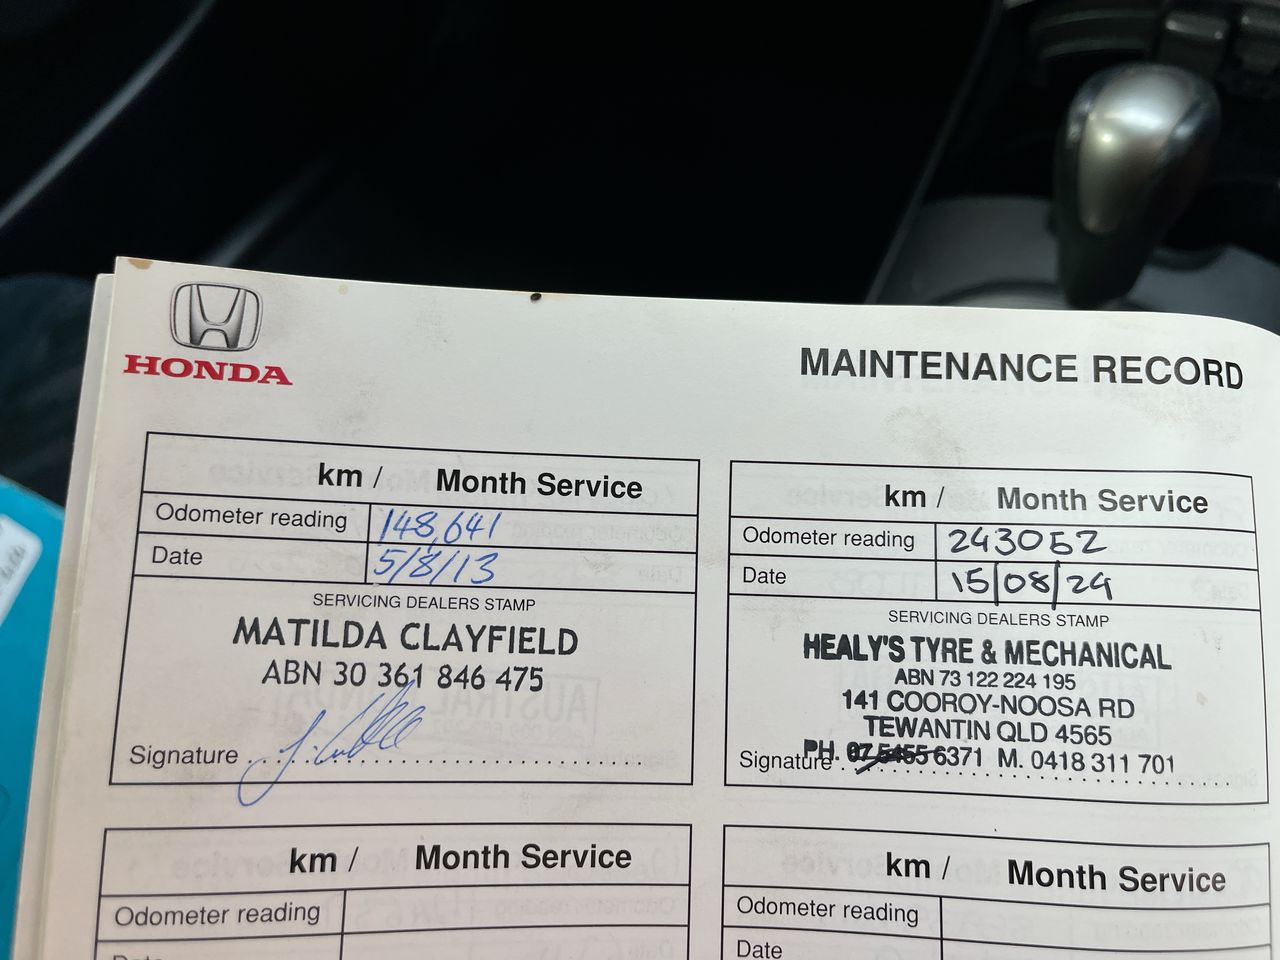 HONDA
MAINTENANCE RECORD
km / Month Service
Odometer reading 148,641
Date 5/8/13
SERVICING DEALERS STAMP
MATILDA CLAYFIELD
ABN 30 361 846 475
Signature
km / Month Service
Odometer reading 243052
Date 15/08/24
SERVICING DEALERS STAMP
HEALY'S TYRE & MECHANICAL
ABN 73 122 224 195
141 COOROY-NOOSA RD
TEWANTIN QLD 4565
PH. 07 5455 6371 M. 0418 311 701
Signature
km / Month Service
Odometer reading
Date
km / Month Service
Odometer reading
Date